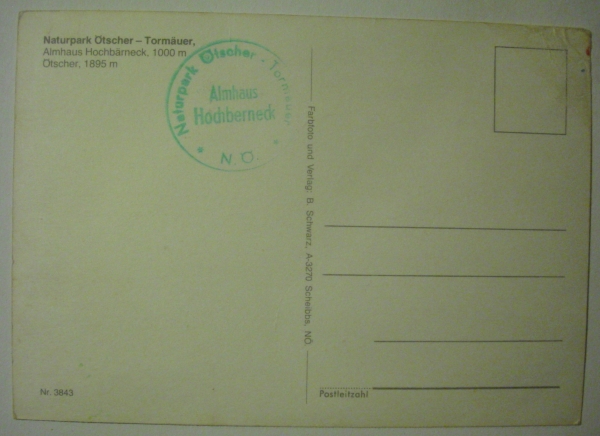 Naturpark Ötscher – Tormäuer,
Almhaus Hochbärneck, 1000 m
Ötscher, 1895 m
Naturpark Ötscher - Tormäuer
Almhaus
Hochberneck
N.Ö.
Farbfoto und Verlag: B. Schwarz, A-3270 Scheibbs, NÖ.
Postleitzahl
Nr. 3843